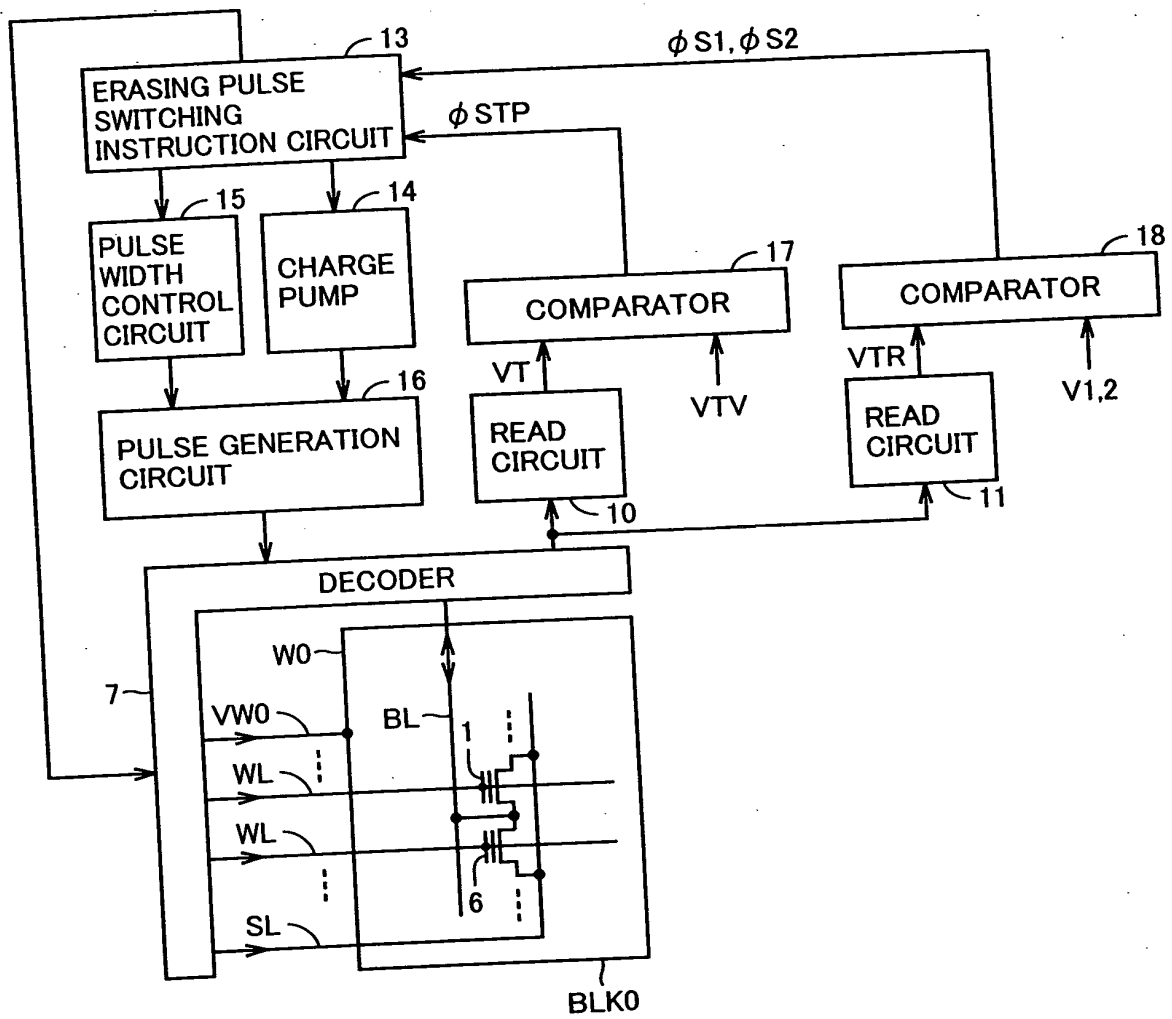 13
φS1, φS2
ERASING PULSE
SWITCHING
INSTRUCTION CIRCUIT
φSTP
15
14
PULSE
WIDTH
CONTROL
CIRCUIT
CHARGE
PUMP
17
COMPARATOR
18
COMPARATOR
VT
VTV
VTR
V1,2
16
PULSE GENERATION
CIRCUIT
READ
CIRCUIT
10
READ
CIRCUIT
11
DECODER
7
W0
VW0
BL
1
WL
WL
6
SL
BLK0